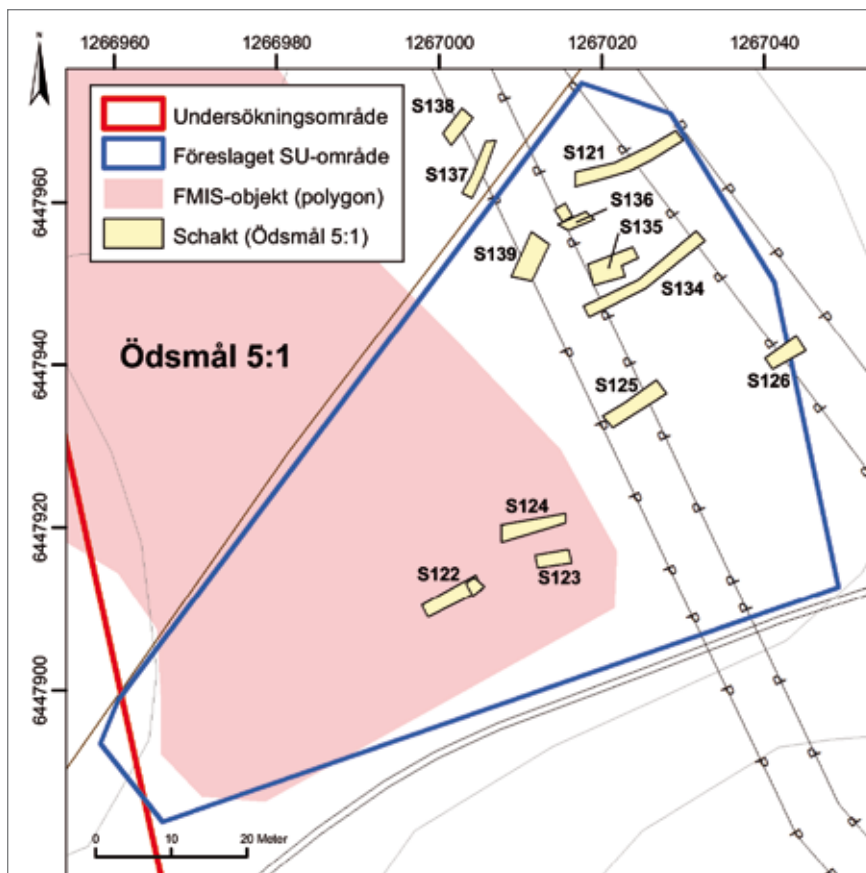 1266960 1266980 1267000 1267020 1267040
N
Undersökningsområde
Föreslaget SU-område
FMIS-objekt (polygon)
Schakt (Ödsmål 5:1)
6447960
6447940
6447920
6447900
S138
S137
S121
S136
S135
S139
S134
Ödsmål 5:1
S126
S125
S124
S123
S122
0 10 20 Meter